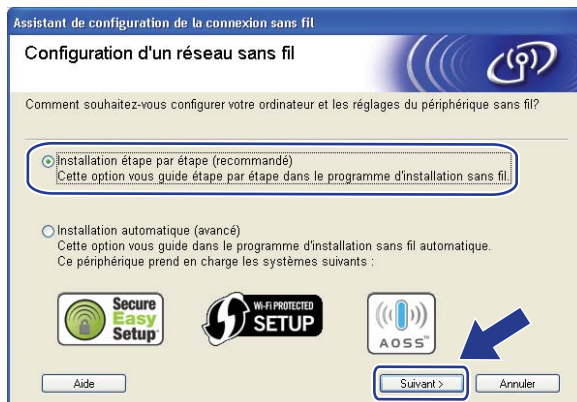 Assistant de configuration de la connexion sans fil
Configuration d'un réseau sans fil
Comment souhaitez-vous configurer votre ordinateur et les réglages du périphérique sans fil?
Installation étape par étape (recommandé)
Cette option vous guide étape par étape dans le programme d'installation sans fil.
Installation automatique (avancé)
Cette option vous guide dans le programme d'installation sans fil automatique.
Ce périphérique prend en charge les systèmes suivants :
Secure
Easy
Setup™
Wi-Fi PROTECTED
SETUP
AOSS™
Aide
Suivant >
Annuler